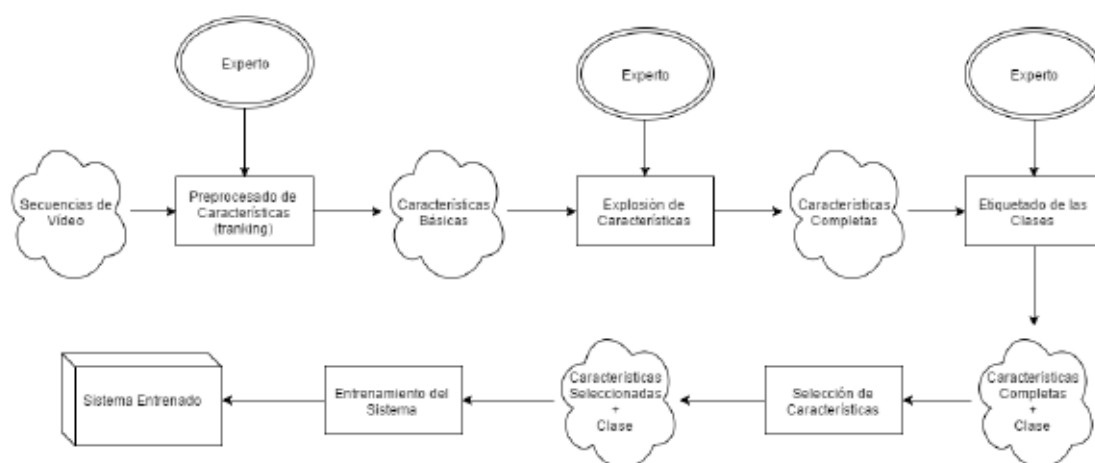 Experto
Experto
Experto
Secuencias de
Vídeo
Preprocesado de
Características
(tranking)
Características
Básicas
Explosión de
Características
Características
Completas
Etiquetado de las
Clases
Sistema Entrenado
Entrenamiento del
Sistema
Características
Seleccionadas
+
Clase
Selección de
Características
Características
Completas
+
Clase